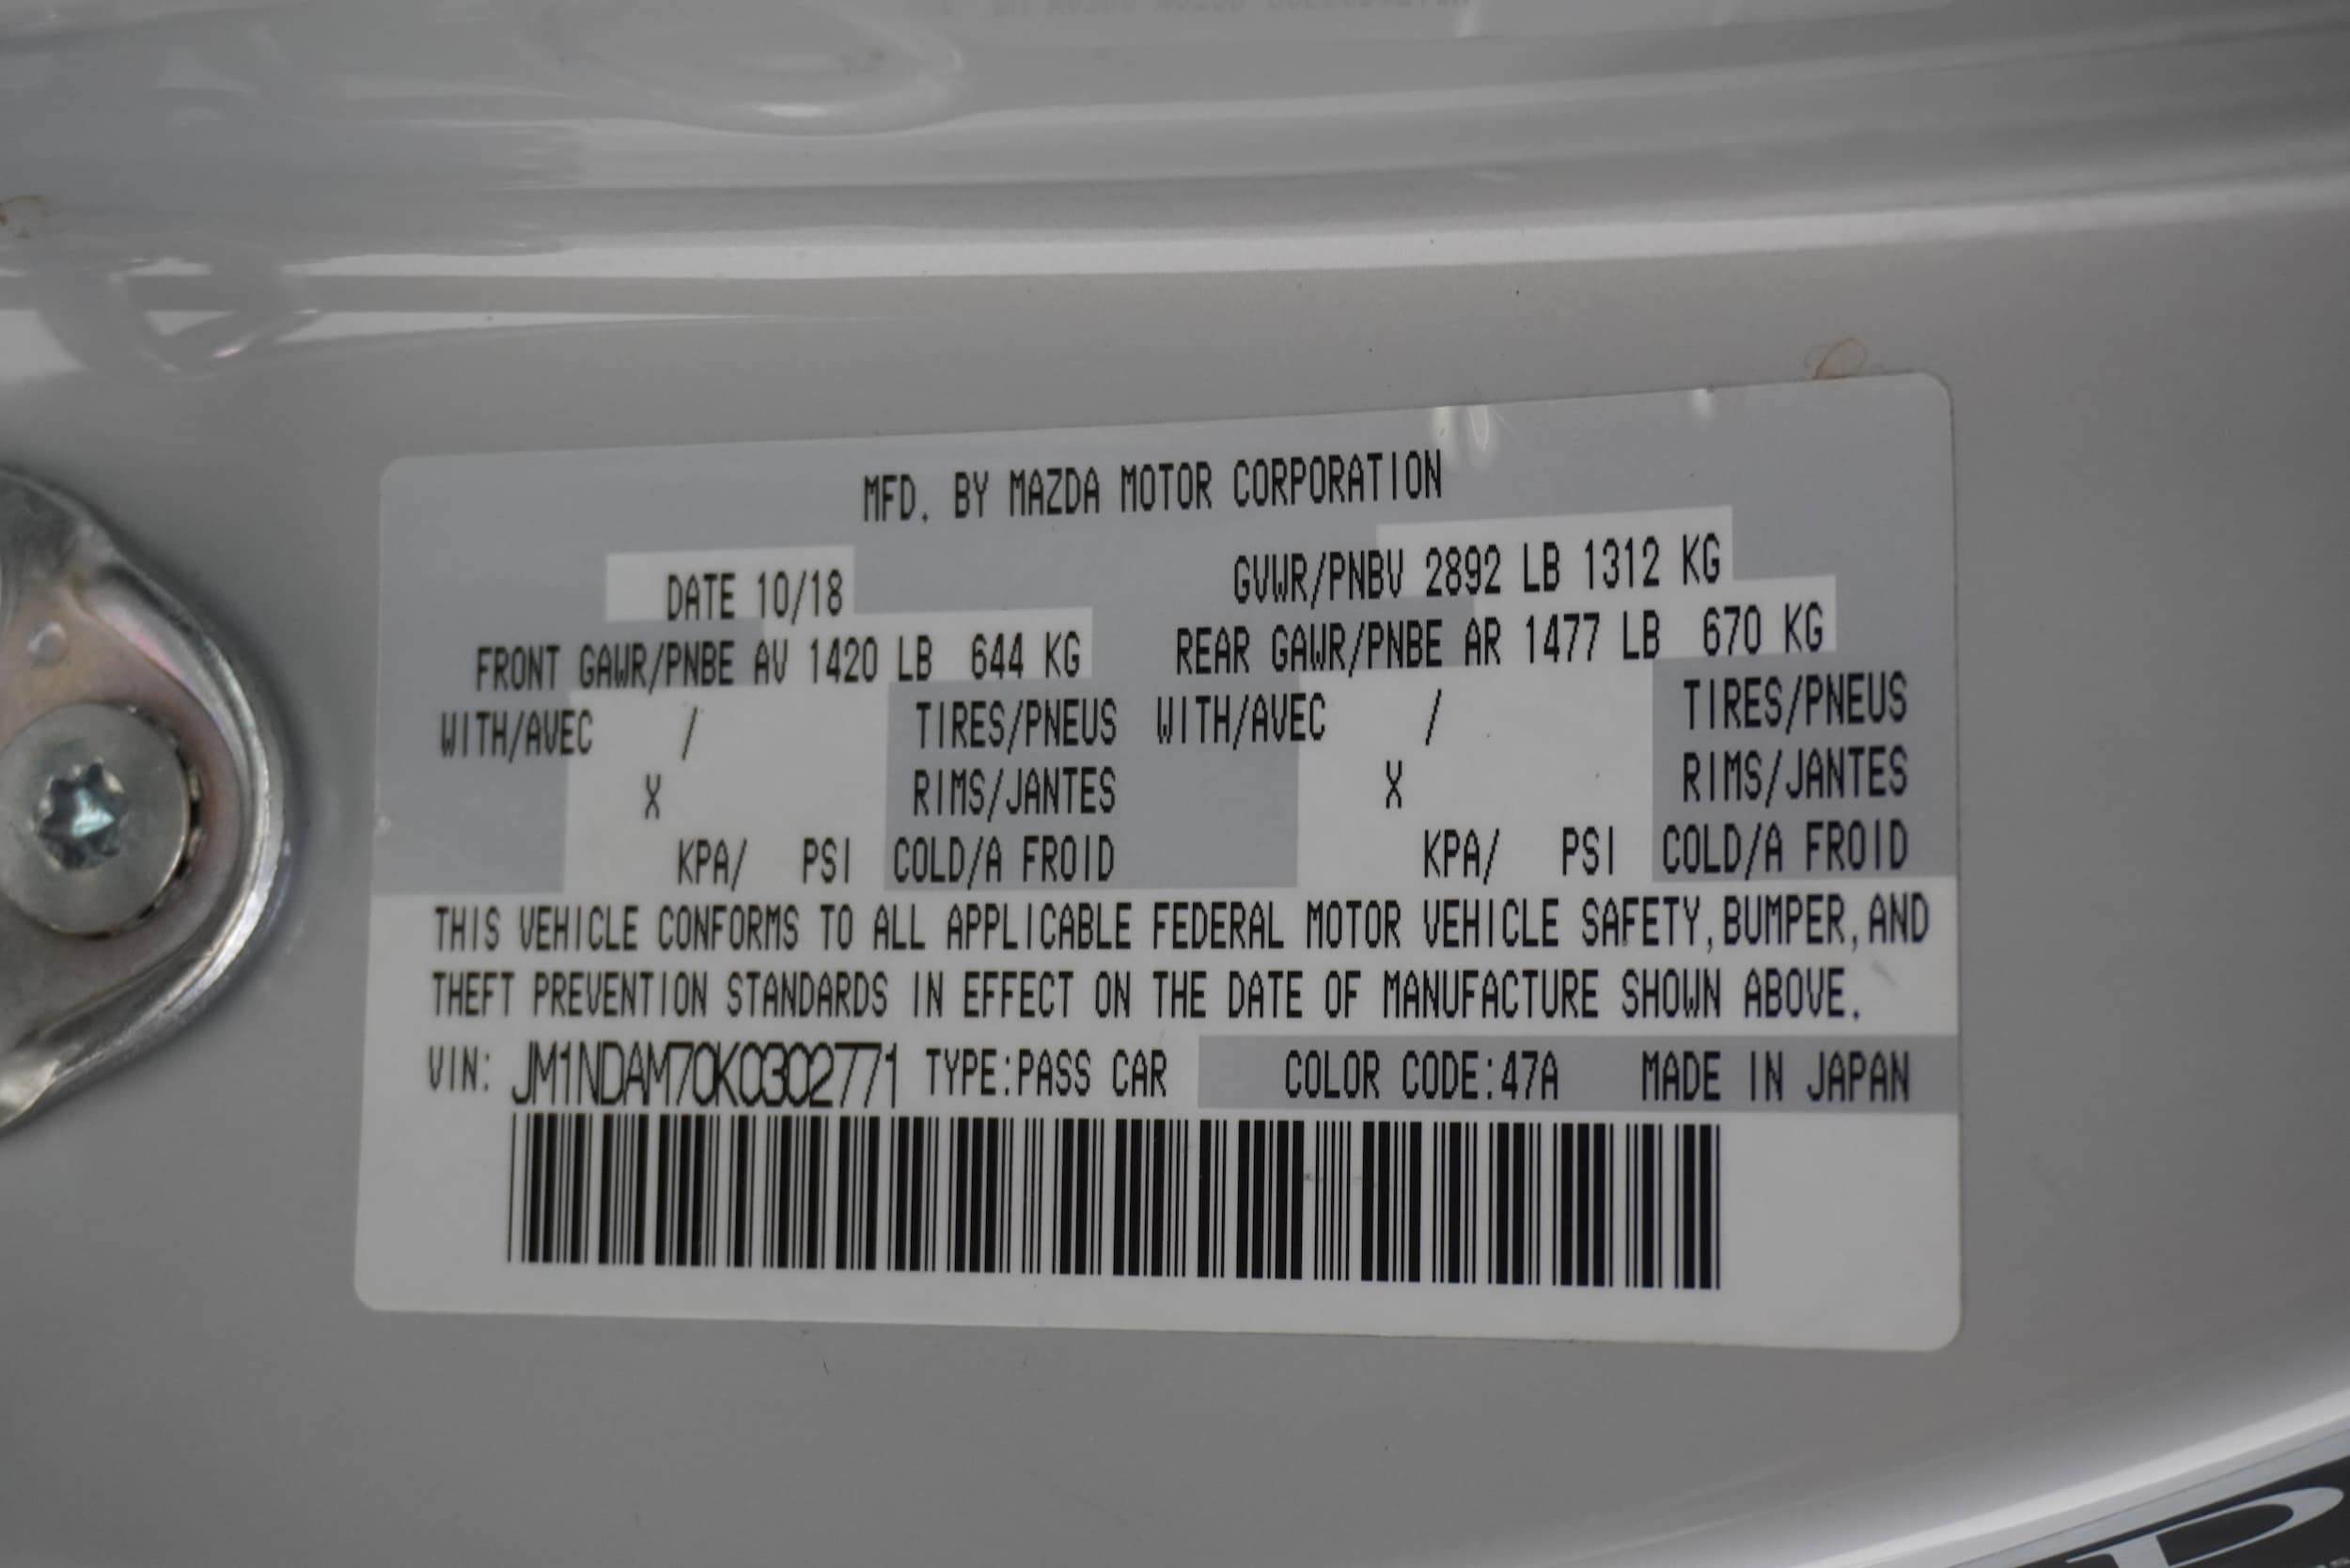 MFD. BY MAZDA MOTOR CORPORATION
DATE 10/18 GVWR/PNBV 2892 LB 1312 KG
FRONT GAWR/PNBE AV 1420 LB 644 KG REAR GAWR/PNBE AR 1477 LB 670 KG
WITH/AVEC / TIRES/PNEUS WITH/AVEC / TIRES/PNEUS
X RIMS/JANTES X RIMS/JANTES
KPA/ PSI COLD/A FROID KPA/ PSI COLD/A FROID
THIS VEHICLE CONFORMS TO ALL APPLICABLE FEDERAL MOTOR VEHICLE SAFETY, BUMPER, AND
THEFT PREVENTION STANDARDS IN EFFECT ON THE DATE OF MANUFACTURE SHOWN ABOVE.
VIN: JM1NDAM70K0302771 TYPE:PASS CAR COLOR CODE:47A MADE IN JAPAN